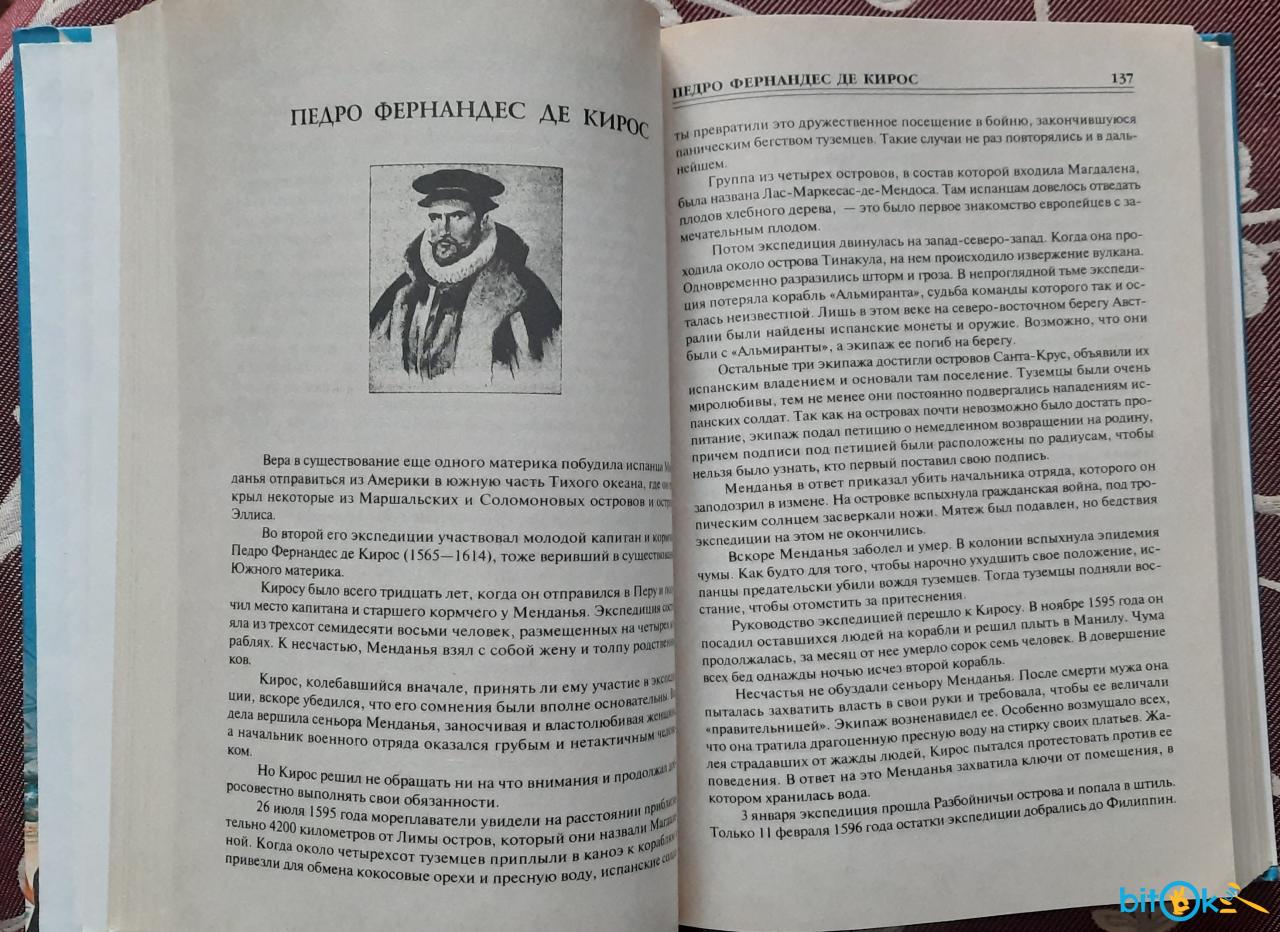 ПЕДРО ФЕРНАНДЕС ДЕ КИРОС
Вера в существование еще одного материка побудила испанца
данья отправиться из Америки в южную часть Тихого океана, где он
крыл некоторые из Маршальских и Соломоновых островов и
Эллиса.
Во второй его экспедиции участвовал молодой капитан и
Педро Фернандес де Кирос (1565—1614), тоже веривший в
Южного материка.
Киросу было всего тридцать лет, когда он отправился в Перу и
чил место капитана и старшего кормчего у Менданья. Экспедиция
яла из трехсот семидесяти восьми человек, размещенных на четырех
раблях. К несчастью, Менданья взял с собой жену и толпу
ков.
Кирос, колебавшийся вначале, принять ли ему участие в
ции, вскоре убедился, что его сомнения были вполне основательны.
дела вершила сеньора Менданья, заносчивая и властолюбивая
а начальник военного отряда оказался грубым и нетактичным
ком.
Но Кирос решил не обращать ни на что внимания и продолжал
росовестно выполнять свои обязанности.
26 июля 1595 года мореплаватели увидели на расстоянии
тельно 4200 километров от Лимы остров, который они назвали
ной. Когда около четырехсот туземцев приплыли в каноэ к
привезли для обмена кокосовые орехи и пресную воду, испанские
ПЕДРО ФЕРНАНДЕС ДЕ КИРОС 137
ты превратили это дружественное посещение в бойню, закончившуюся
паническим бегством туземцев. Такие случаи не раз повторялись и в даль-
нейшем.
Группа из четырех островов, в состав которой входила Магдалена,
была названа Лас-Маркесас-де-Мендоса. Там испанцам довелось отведать
плодов хлебного дерева, — это было первое знакомство европейцев с за-
мечательным плодом.
Потом экспедиция двинулась на запад-северо-запад. Когда она про-
ходила около острова Тинакула, на нем происходило извержение вулкана.
Одновременно разразились шторм и гроза. В непроглядной тьме экспеди-
ция потеряла корабль «Альмиранта», судьба команды которого так и ос-
талась неизвестной. Лишь в этом веке на северо-восточном берегу Авст-
ралии были найдены испанские монеты и оружие. Возможно, что они
были с «Альмиранты», а экипаж ее погиб на берегу.
Остальные три экипажа достигли островов Санта-Крус, объявили их
испанским владением и основали там поселение. Туземцы были очень
миролюбивы, тем не менее они постоянно подвергались нападениям ис-
панских солдат. Так как на островах почти невозможно было достать про-
питание, экипаж подал петицию о немедленном возвращении на родину,
причем подписи под петицией были расположены по радиусам, чтобы
нельзя было узнать, кто первый поставил свою подпись.
Менданья в ответ приказал убить начальника отряда, которого он
заподозрил в измене. На островке вспыхнула гражданская война, под тро-
пическим солнцем засверкали ножи. Мятеж был подавлен, но бедствия
экспедиции на этом не окончились.
Вскоре Менданья заболел и умер. В колонии вспыхнула эпидемия
чумы. Как будто для того, чтобы нарочно ухудшить свое положение, ис-
панцы предательски убили вождя туземцев. Тогда туземцы подняли вос-
стание, чтобы отомстить за притеснения.
Руководство экспедицией перешло к Киросу. В ноябре 1595 года он
посадил оставшихся людей на корабли и решил плыть в Манилу. Чума
продолжалась, за месяц от нее умерло сорок семь человек. В довершение
всех бед однажды ночью исчез второй корабль.
Несчастья не обуздали сеньору Менданья. После смерти мужа она
пыталась захватить власть в свои руки и требовала, чтобы ее величали
«правительницей». Экипаж возненавидел ее. Особенно возмущало всех,
что она тратила драгоценную пресную воду на стирку своих платьев. Жа-
лея страдавших от жажды людей, Кирос пытался протестовать против ее
поведения. В ответ на это Менданья захватила ключи от помещения, в
котором хранилась вода.
3 января экспедиция прошла Разбойничьи острова и попала в штиль.
Только 11 февраля 1596 года остатки экспедиции добрались до Филиппин.
bitOk